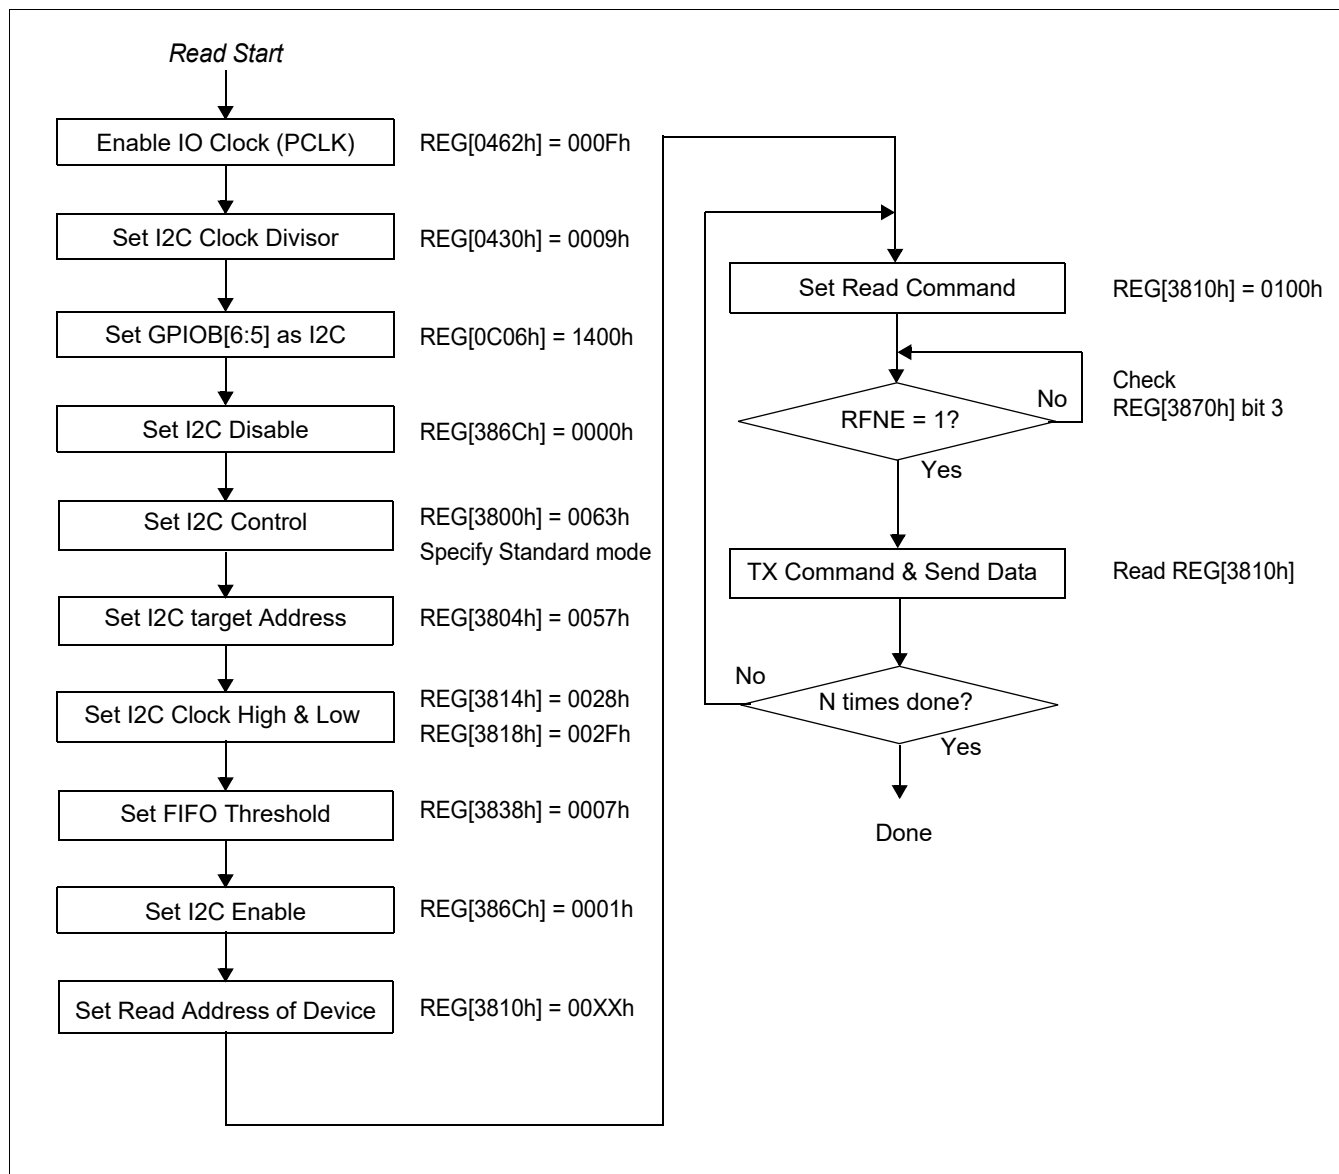 Read Start
Enable IO Clock (PCLK)
REG[0462h] = 000Fh
Set I2C Clock Divisor
REG[0430h] = 0009h
Set GPIOB[6:5] as I2C
REG[0C06h] = 1400h
Set I2C Disable
REG[386Ch] = 0000h
Set I2C Control
REG[3800h] = 0063h
Specify Standard mode
Set I2C target Address
REG[3804h] = 0057h
Set I2C Clock High & Low
REG[3814h] = 0028h
REG[3818h] = 002Fh
Set FIFO Threshold
REG[3838h] = 0007h
Set I2C Enable
REG[386Ch] = 0001h
Set Read Address of Device
REG[3810h] = 00XXh
Set Read Command
REG[3810h] = 0100h
RFNE = 1?
No
Check
REG[3870h] bit 3
Yes
TX Command & Send Data
Read REG[3810h]
No
N times done?
Yes
Done